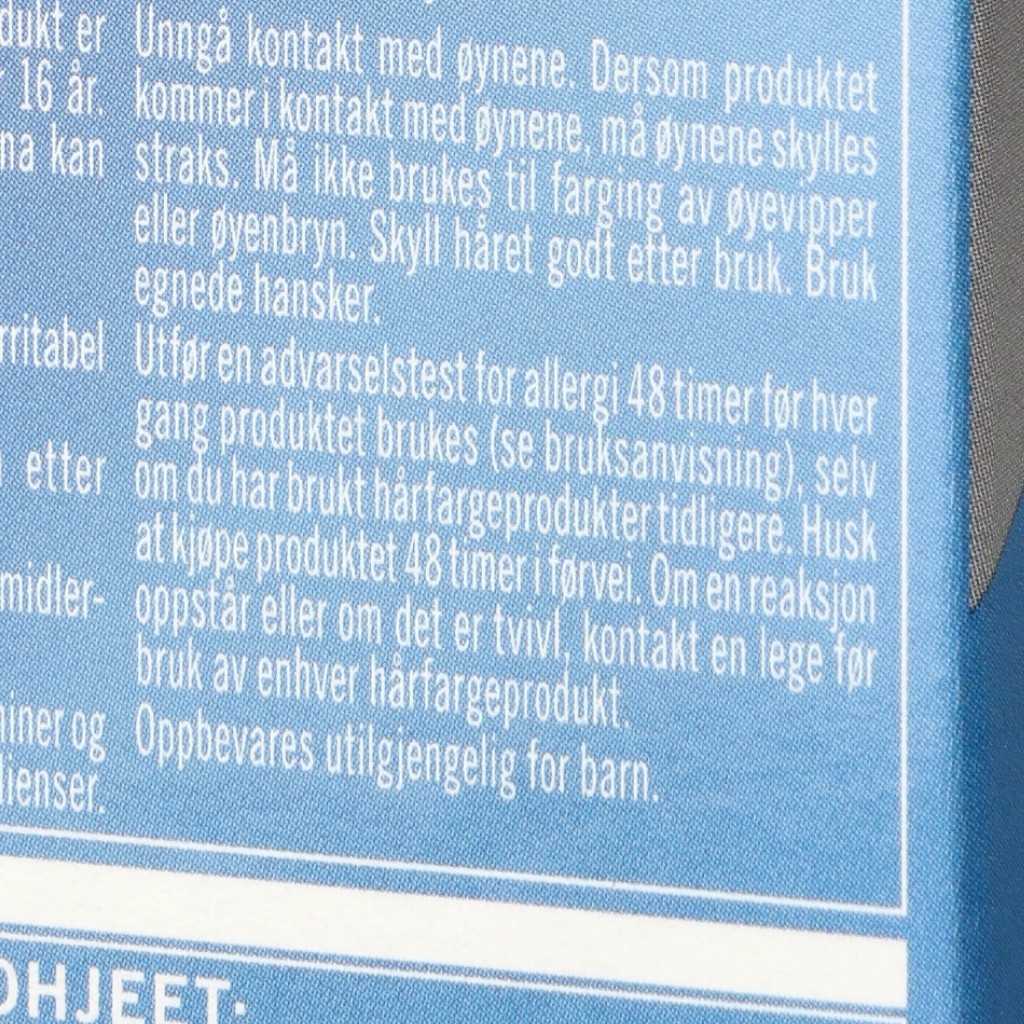 dukt er
16 år.
na kan
rritabel
etter
midler-
iner og
lienser.
Unngå kontakt med øynene. Dersom produktet
kommer i kontakt med øynene, må øynene skylles
straks. Må ikke brukes til farging av øyevipper
eller øyenbryn. Skyll håret godt etter bruk. Bruk
egnede hansker.
Utfør en advarselstest for allergi 48 timer før hver
gang produktet brukes (se bruksanvisning), selv
om du har brukt hårfargeprodukter tidligere. Husk
at kjøpe produktet 48 timer i førvei. Om en reaksjon
oppstår eller om det er tvivl, kontakt en lege før
bruk av enhver hårfargeprodukt.
Oppbevares utilgjengelig for barn.
OHJEET: